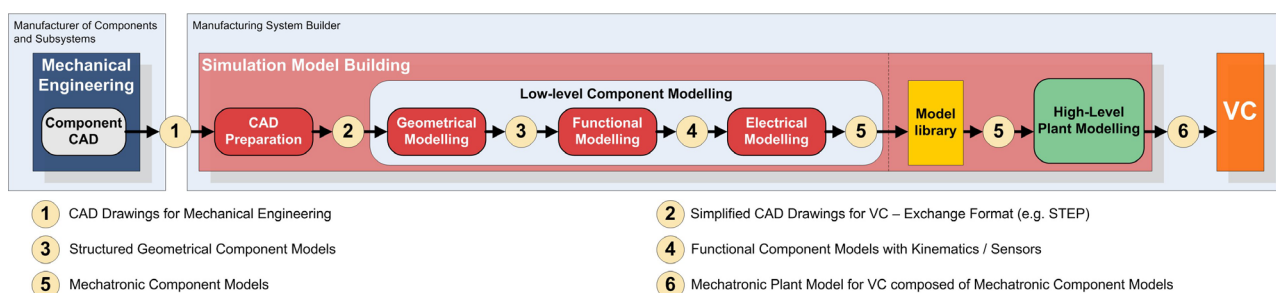 Manufacturer of Components
and Subsystems
Manufacturing System Builder
Mechanical
Engineering
Component
CAD
1
Simulation Model Building
CAD
Preparation
2
Low-level Component Modelling
Geometrical
Modelling
3
Functional
Modelling
4
Electrical
Modelling
5
Model
library
5
High-Level
Plant Modelling
6
VC
1 CAD Drawings for Mechanical Engineering
2 Simplified CAD Drawings for VC – Exchange Format (e.g. STEP)
3 Structured Geometrical Component Models
4 Functional Component Models with Kinematics / Sensors
5 Mechatronic Component Models
6 Mechatronic Plant Model for VC composed of Mechatronic Component Models